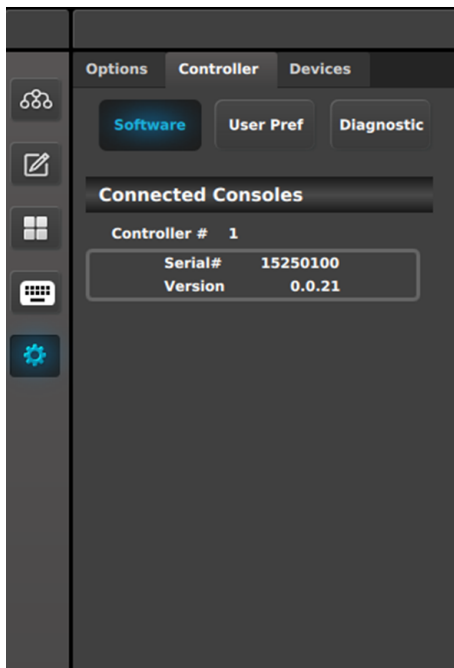 Options Controller Devices
Software User Pref Diagnostic
Connected Consoles
Controller # 1
Serial# 15250100
Version 0.0.21